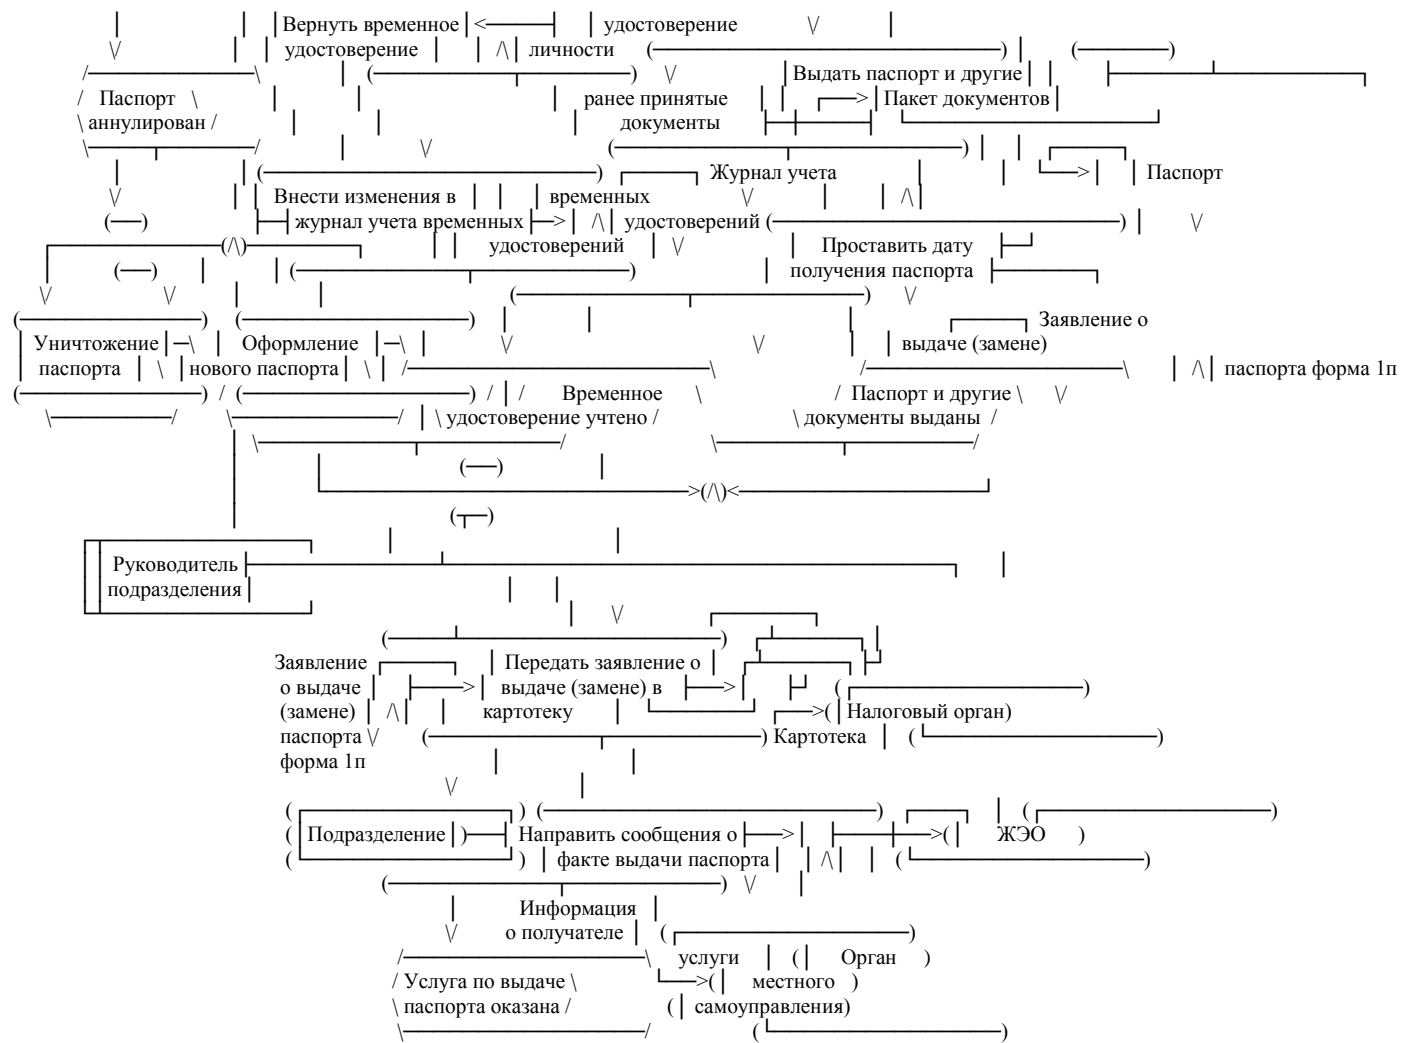 Вернуть временное удостоверение
удостоверение личности
Выдать паспорт и другие
Паспорт ранее принятые Пакет документов
аннулирован документы
Журнал учета Паспорт
Внести изменения в временных
журнал учета временных удостоверений
удостоверений Проставить дату
получения паспорта
Заявление о
Уничтожение Оформление выдаче (замене)
паспорта нового паспорта паспорта форма 1п
Временное Паспорт и другие
удостоверение учтено документы выданы
Руководитель
подразделения
Заявление Передать заявление о
о выдаче выдаче (замене) в
(замене) картотеку Налоговый орган
паспорта Картотека
форма 1п
Подразделение Направить сообщения о ЖЭО
факте выдачи паспорта
Информация
о получателе
услуги Орган
Услуга по выдаче местного
паспорта оказана самоуправления